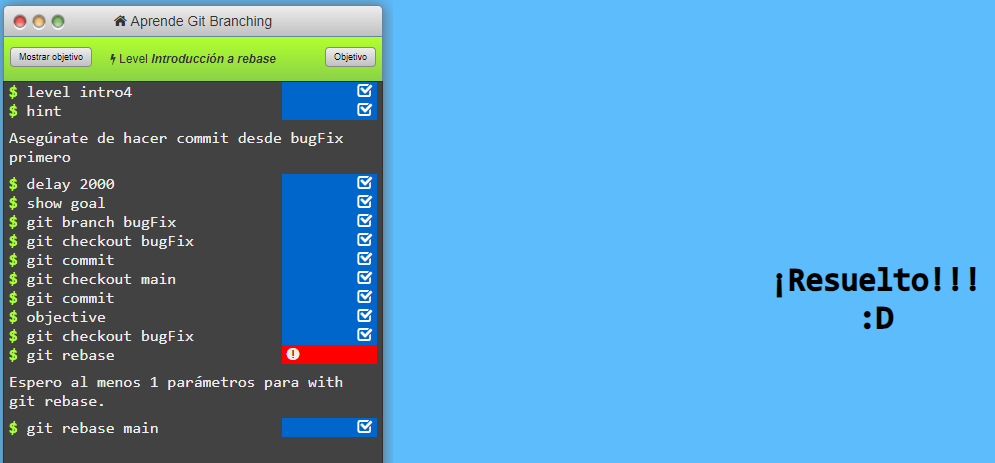 Aprende Git Branching
Mostrar objetivo
Level Introducción a rebase
Objetivo
$ level intro4
$ hint
Asegúrate de hacer commit desde bugFix
primero
$ delay 2000
$ show goal
$ git branch bugFix
$ git checkout bugFix
$ git commit
$ git checkout main
$ git commit
$ objective
$ git checkout bugFix
$ git rebase
Espero al menos 1 parámetros para with
git rebase.
$ git rebase main
¡Resuelto!!!
:D